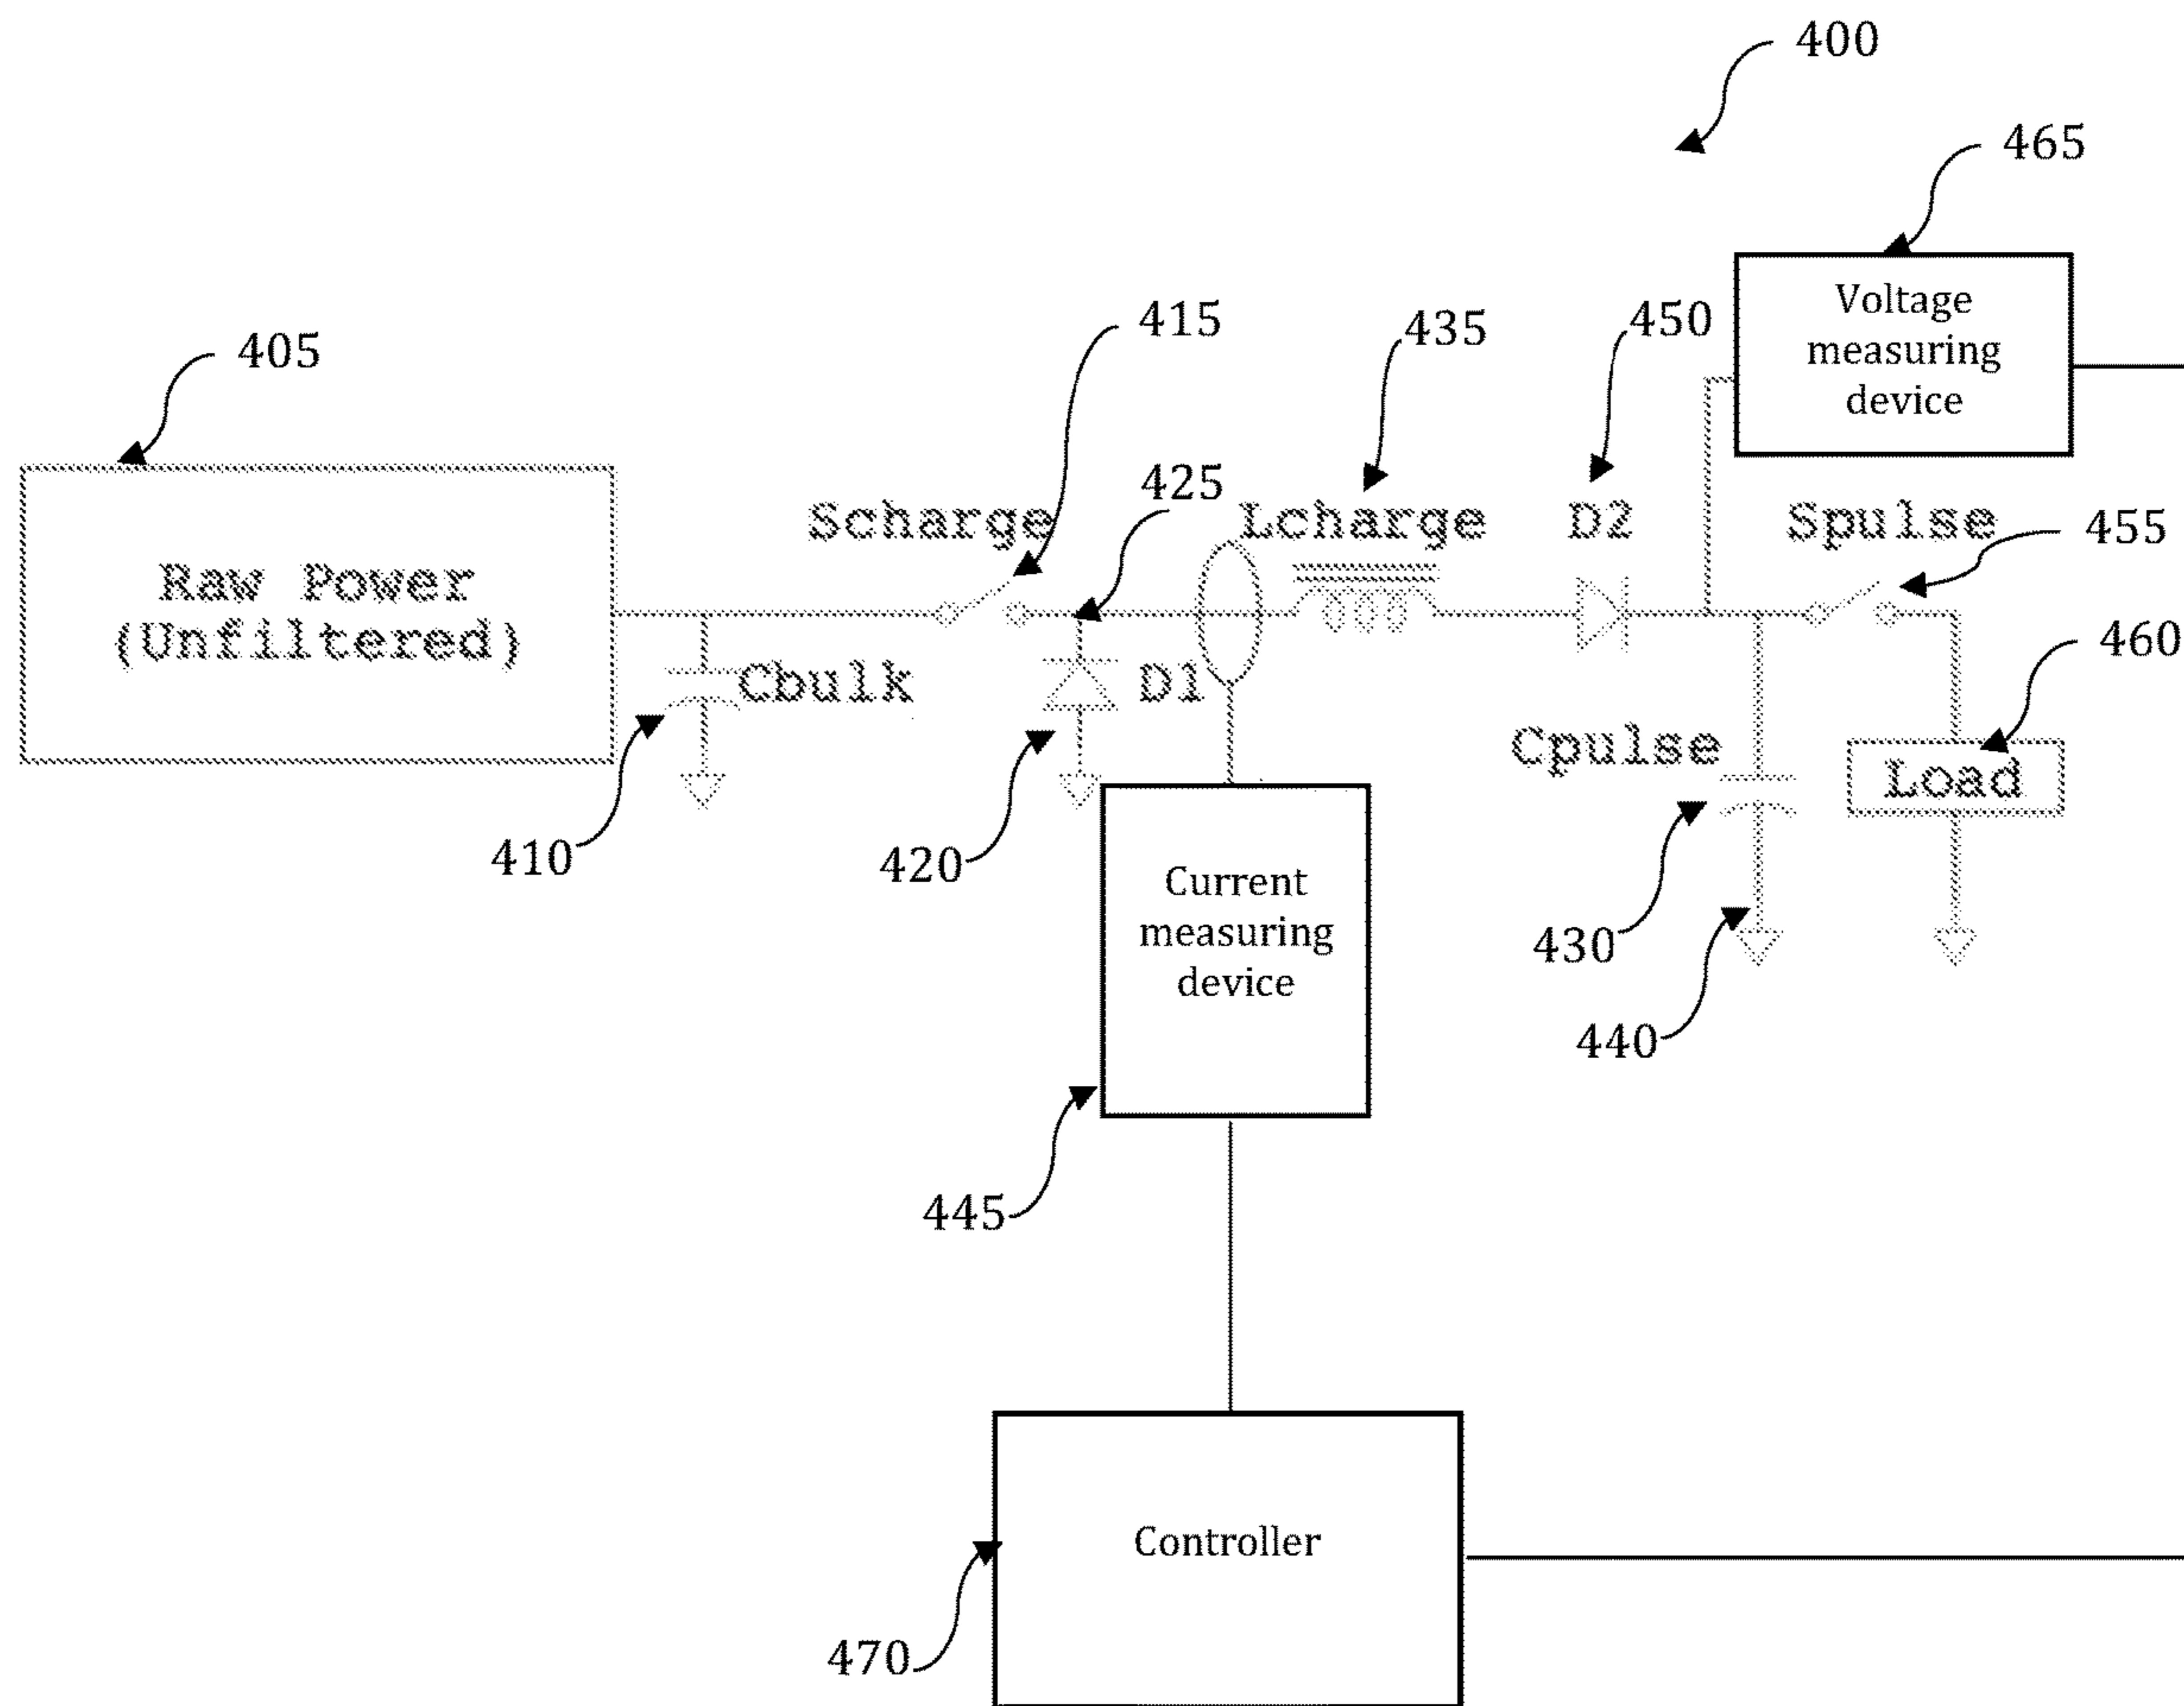 400
465
Voltage
measuring
device
415
435
450
405
425
Scharge
Lcharge
D2
Spulse
455
Raw Power
(Unfiltered)
460
Cbulk
D1
Cpulse
Load
410
420
Current
measuring
device
430
440
445
Controller
470